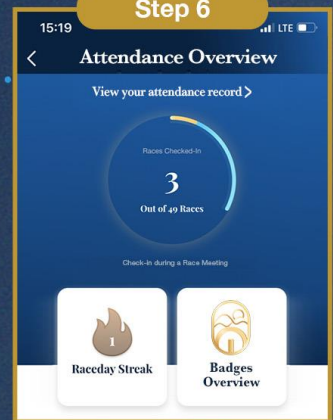 Step 6
15:19
LTE
Attendance Overview
View your attendance record >
Races Checked-In
3
Out of 49 Races
Check-In during a Race Meeting
1
Raceday Streak
Badges
Overview